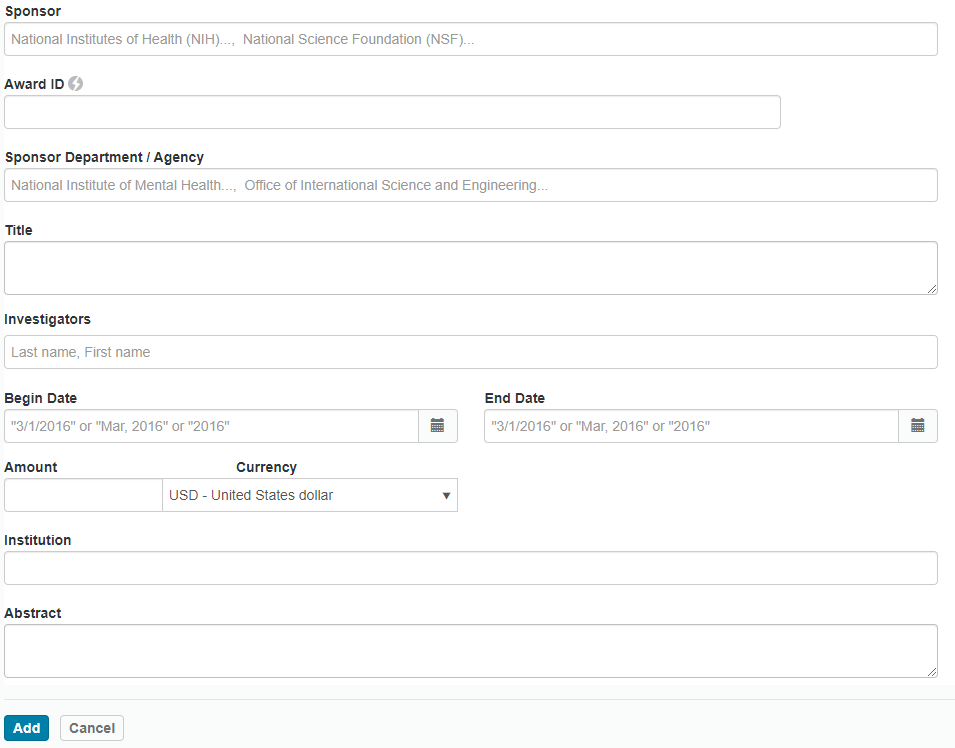 Sponsor
National Institutes of Health (NIH)..., National Science Foundation (NSF)...
Award ID
Sponsor Department / Agency
National Institute of Mental Health..., Office of International Science and Engineering...
Title
Investigators
Last name, First name
Begin Date End Date
"3/1/2016" or "Mar, 2016" or "2016" "3/1/2016" or "Mar, 2016" or "2016"
Amount Currency
USD - United States dollar
Institution
Abstract
Add Cancel